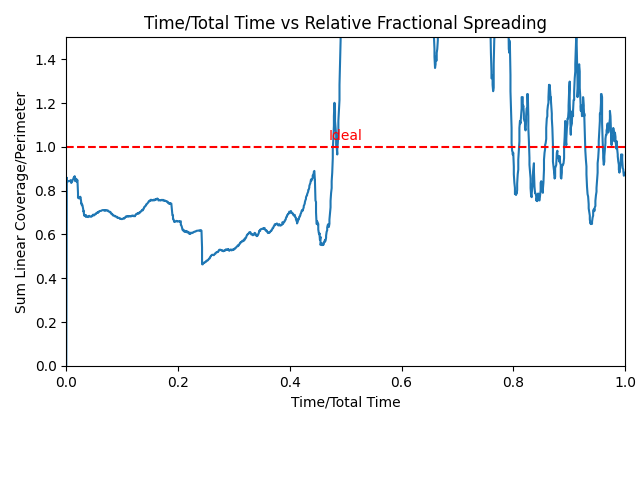 Time/Total Time vs Relative Fractional Spreading
Sum Linear Coverage/Perimeter
1.4
1.2
1.0
0.8
0.6
0.4
0.2
0.0
Ideal
0.0 0.2 0.4 0.6 0.8 1.0
Time/Total Time